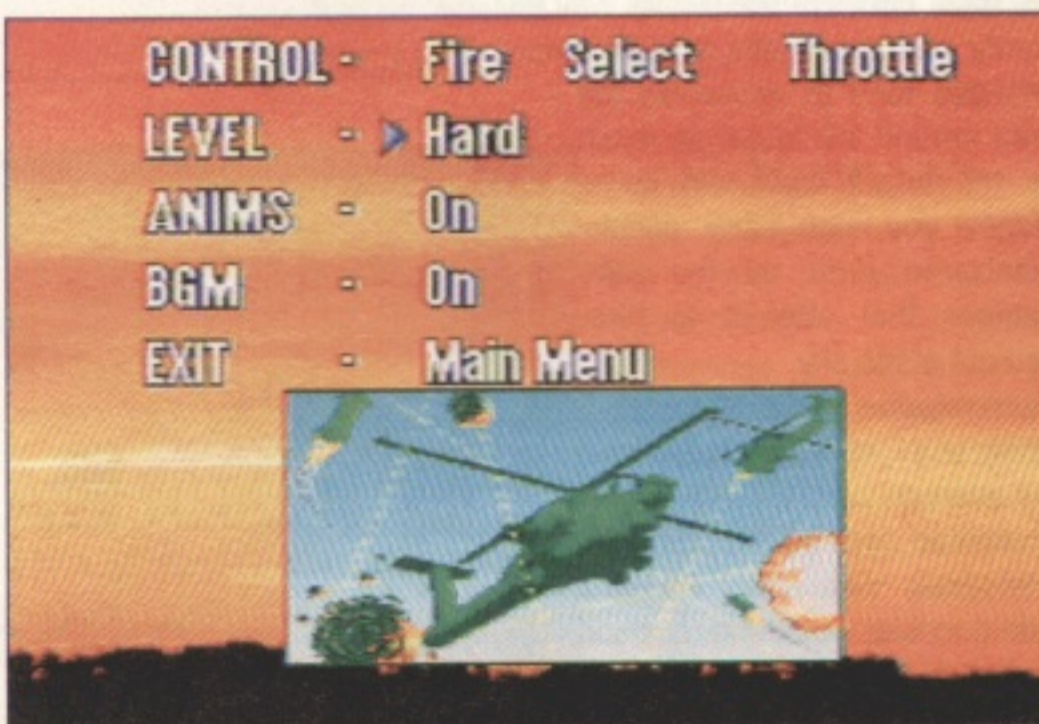 CONTROL - Fire Select Throttle
LEVEL - Hard
ANIMS - On
BGM - On
EXIT - Main Menu